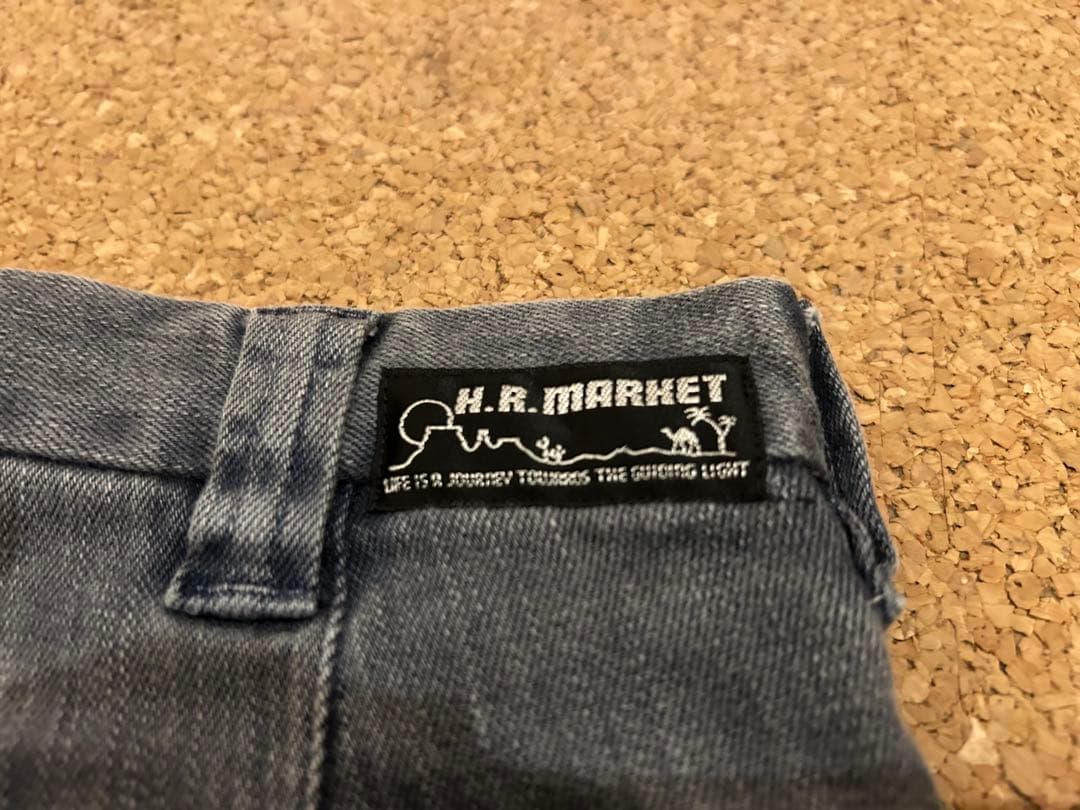 H.R.MARKET
LIFE IS A JOURNEY TOWARDS THE GUIDING LIGHT